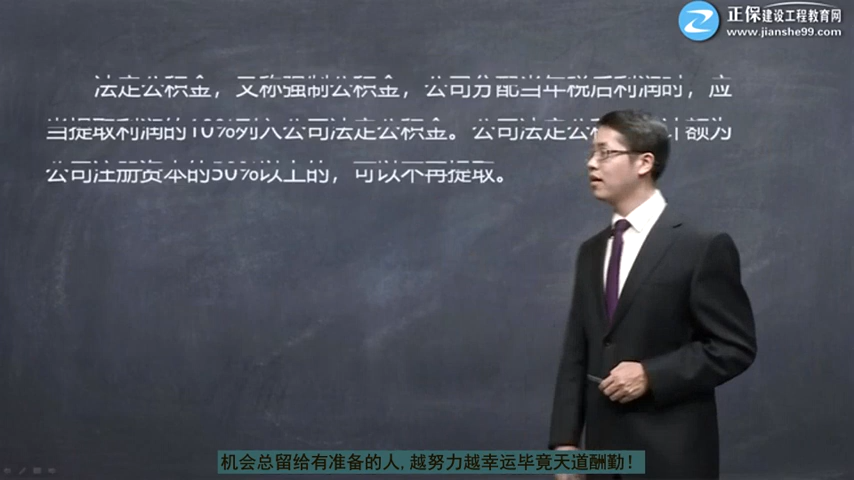 正保建设工程教育网
www.jianshe99.com
法定公积金，又称强制公积金，公司分配当年税后利润时，应
当提取利润的10%列入公司法定公积金。公司法定公积 计额为
公司注册资本的50%以上的，可以不再提取。
机会总留给有准备的人,越努力越幸运毕竟天道酬勤！